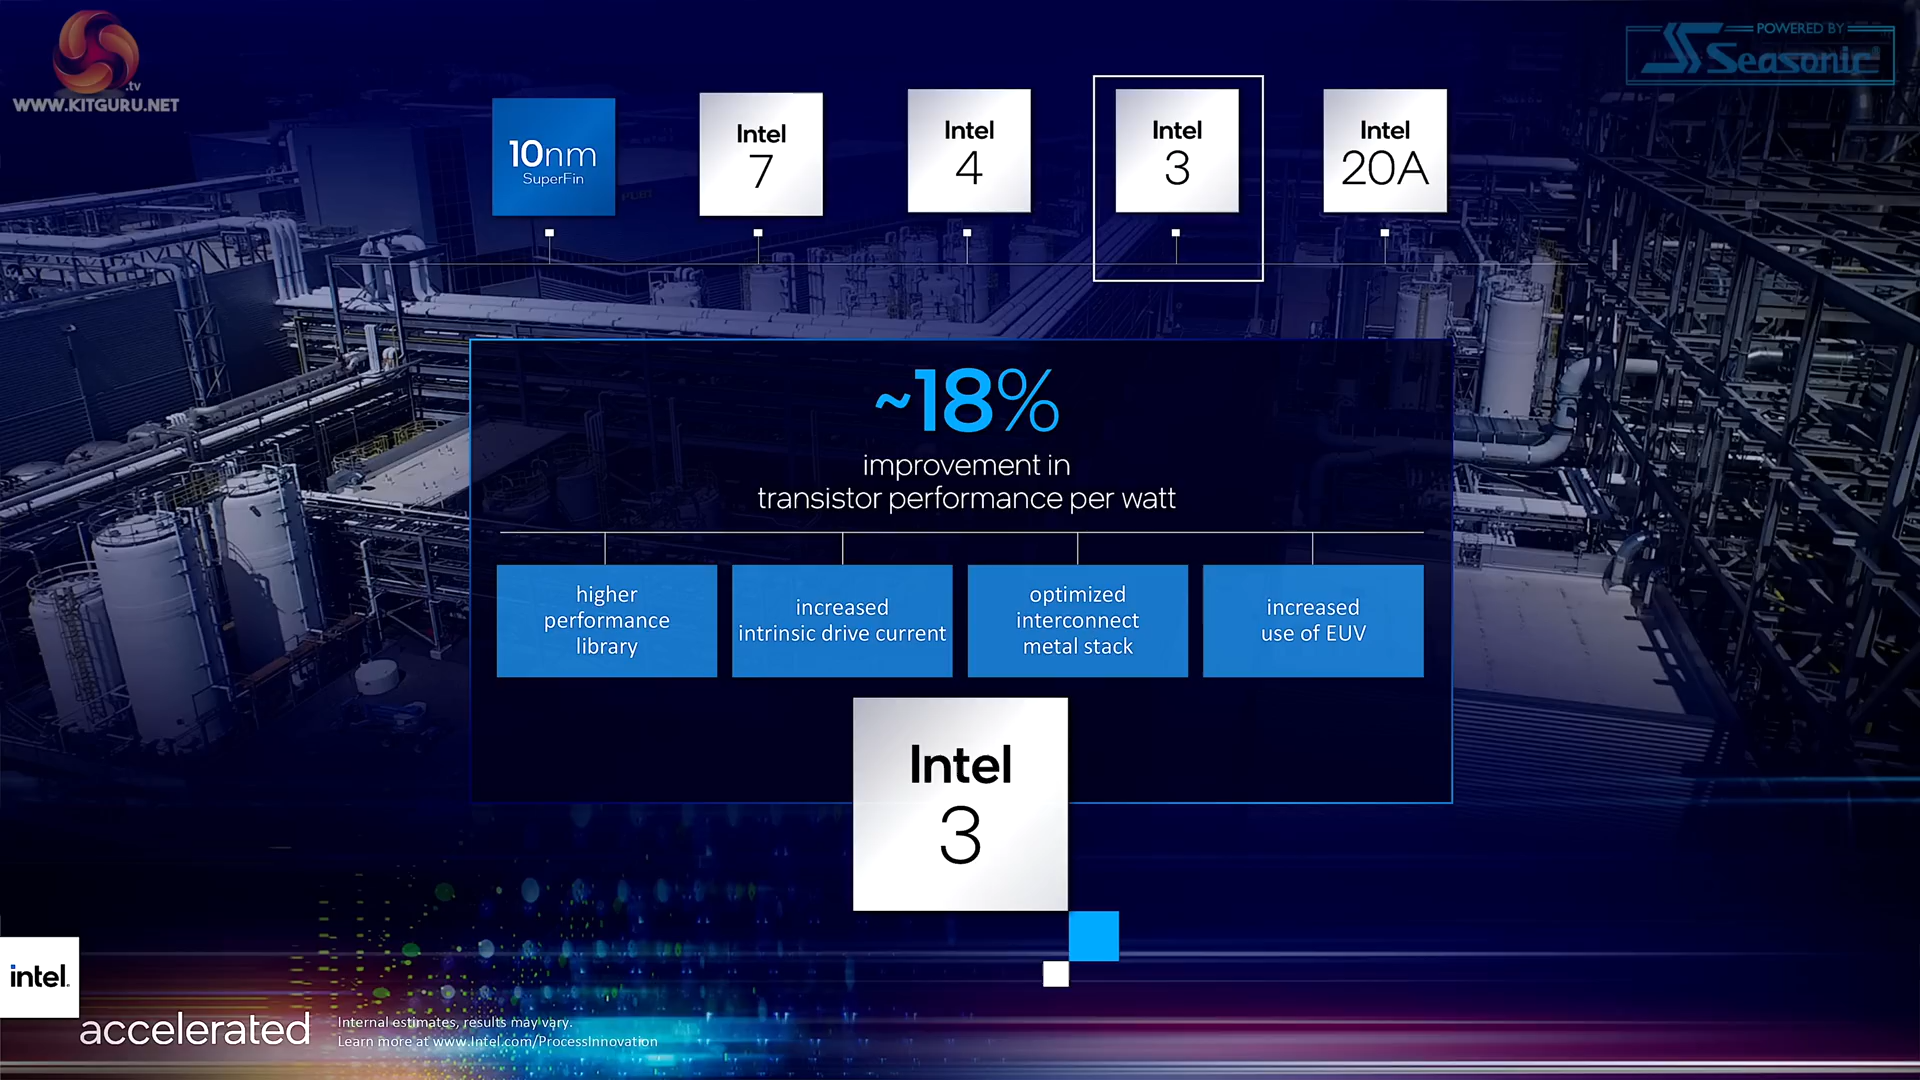 .tv
WWW.KITGURU.NET
POWERED BY
Seasonic
10nm
SuperFin
Intel
7
Intel
4
Intel
3
Intel
20A
~18%
improvement in
transistor performance per watt
higher
performance
library
increased
intrinsic drive current
optimized
interconnect
metal stack
increased
use of EUV
Intel
3
intel.
accelerated
Internal estimates, results may vary.
Learn more at www.Intel.com/ProcessInnovation